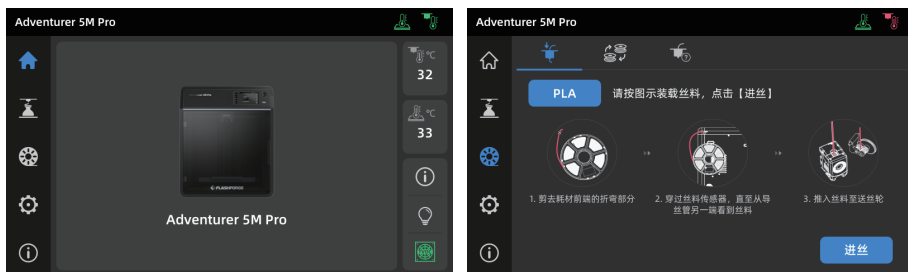 Adventurer 5M Pro
°C
32
°C
33
FLASHFORGE
Adventurer 5M Pro
Adventurer 5M Pro
PLA
请按图示装载丝料，点击【进丝】
1. 剪去耗材前端的折弯部分
2. 穿过丝料传感器，直至从导
丝管另一端看到丝料
3. 推入丝料至送丝轮
进丝